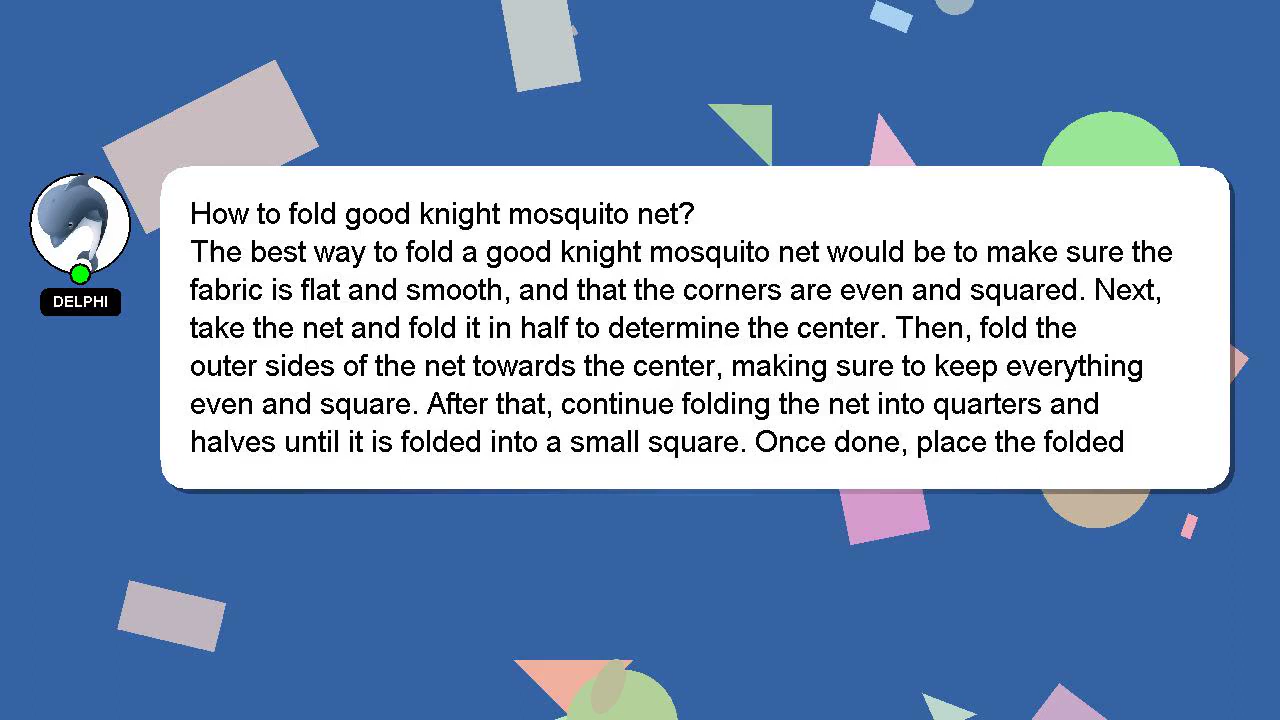 How to fold good knight mosquito net?
The best way to fold a good knight mosquito net would be to make sure the
fabric is flat and smooth, and that the corners are even and squared. Next,
take the net and fold it in half to determine the center. Then, fold the
outer sides of the net towards the center, making sure to keep everything
even and square. After that, continue folding the net into quarters and
halves until it is folded into a small square. Once done, place the folded
DELPHI